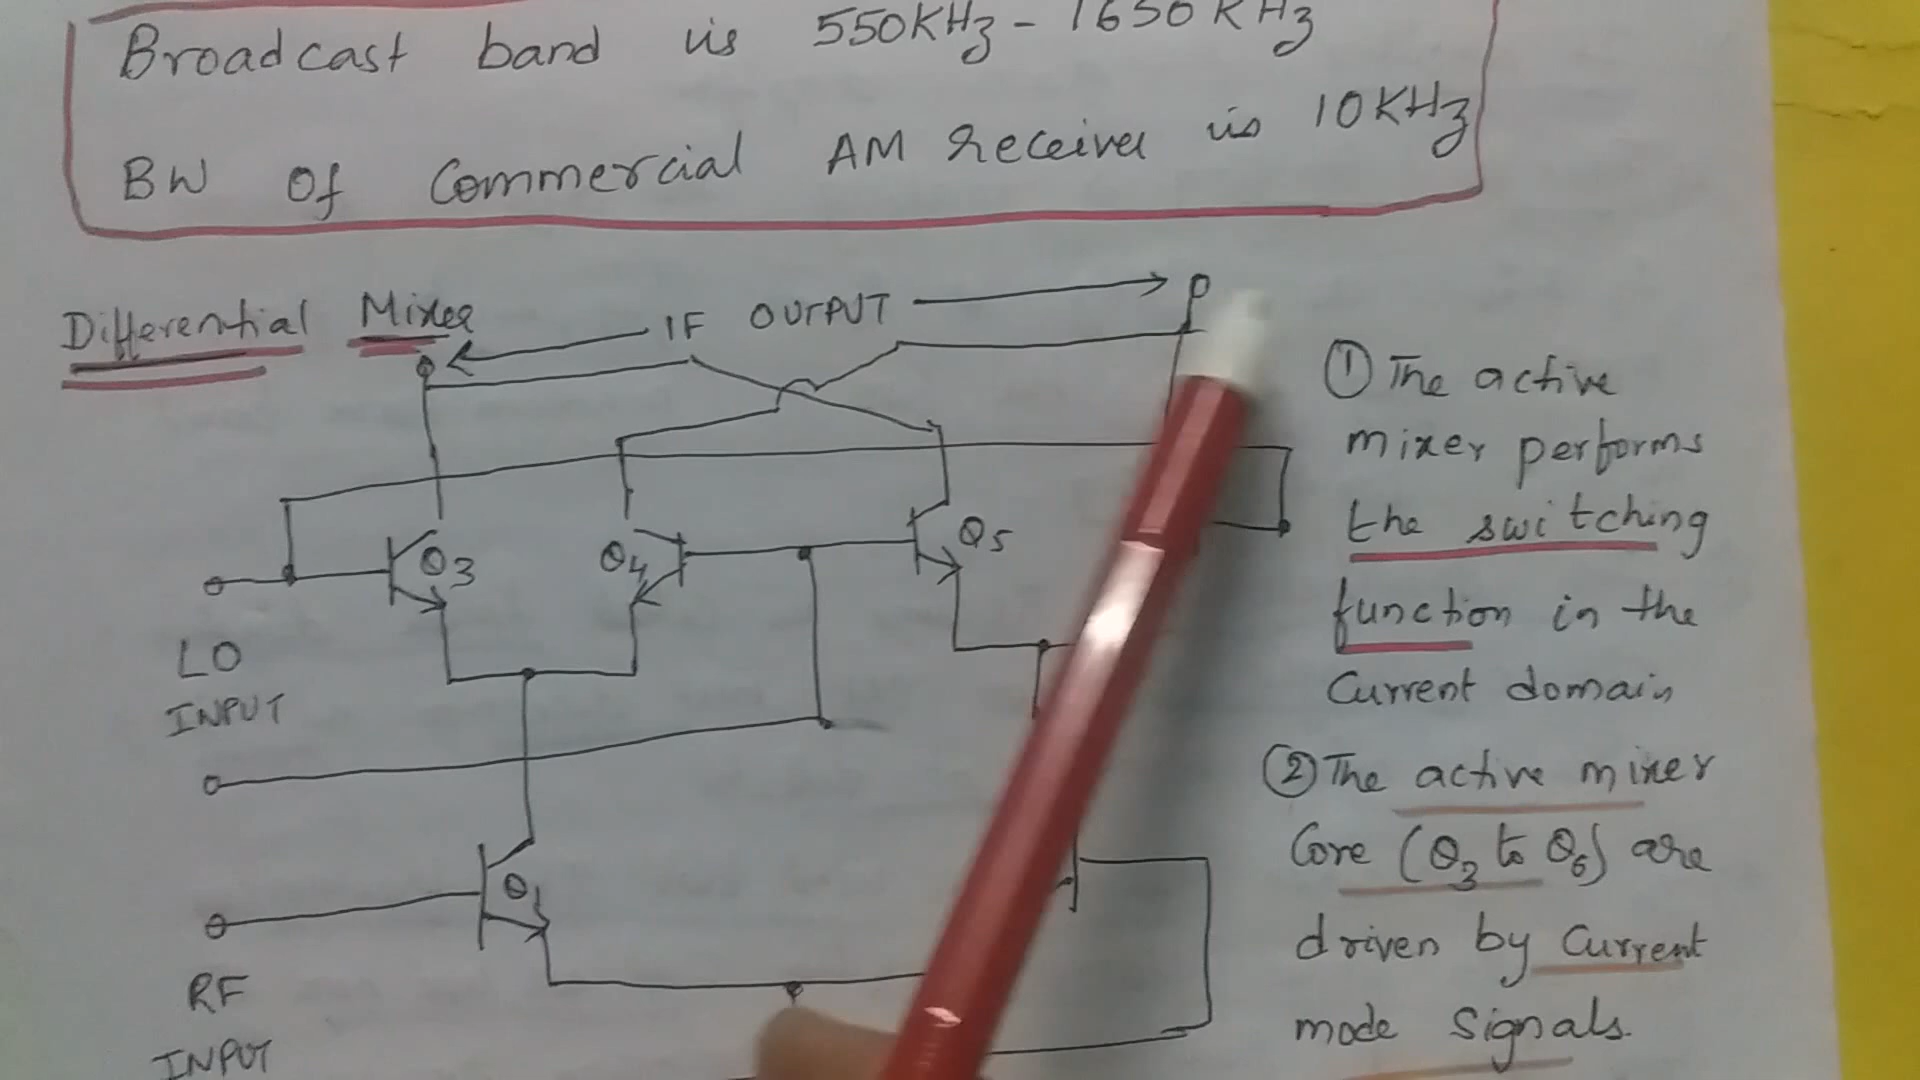 Broadcast band is 550KHz - 1650KHz
BW of Commercial AM receiver is 10KHz
Differential Mixer
IF OUTPUT
Q3
Q4
Q5
LO
INPUT
Q1
RF
INPUT
① The active
mixer performs
the switching
function in the
Current domain
② The active mixer
Core (Q3 to Q6) are
driven by Current
mode signals.